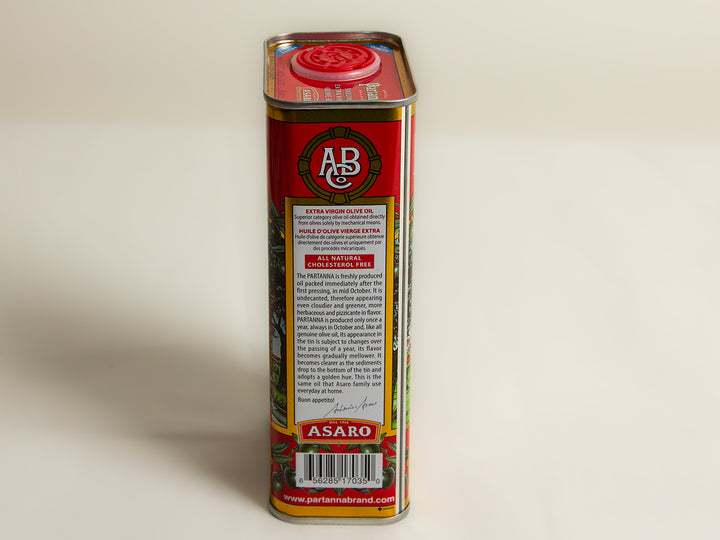 Partanna
ASARO
ABCo
EXTRA VIRGIN OLIVE OIL
Superior category olive oil obtained directly
from olives solely by mechanical means.
HUILE D'OLIVE VIERGE EXTRA
Huile d'olive de catégorie supérieure obtenue
directement des olives et uniquement par
des procédés mécaniques.
ALL NATURAL
CHOLESTEROL FREE
The PARTANNA is freshly produced
oil packed immediately after the
first pressing, in mid October. It is
undecanted, therefore appearing
even cloudier and greener, more
herbaceous and pizzicante in flavor.
PARTANNA is produced only once a
year, always in October and, like all
genuine olive oil, its appearance in
the tin is subject to changes over
the passing of a year, its flavor
becomes gradually mellower. It
becomes clearer as the sediments
drop to the bottom of the tin and
adopts a golden hue. This is the
same oil that Asaro family use
everyday at home.
Buon appetito!
Antonino Asaro
DAL 1916
ASARO
6 56285 17035 0
www.partannabrand.com